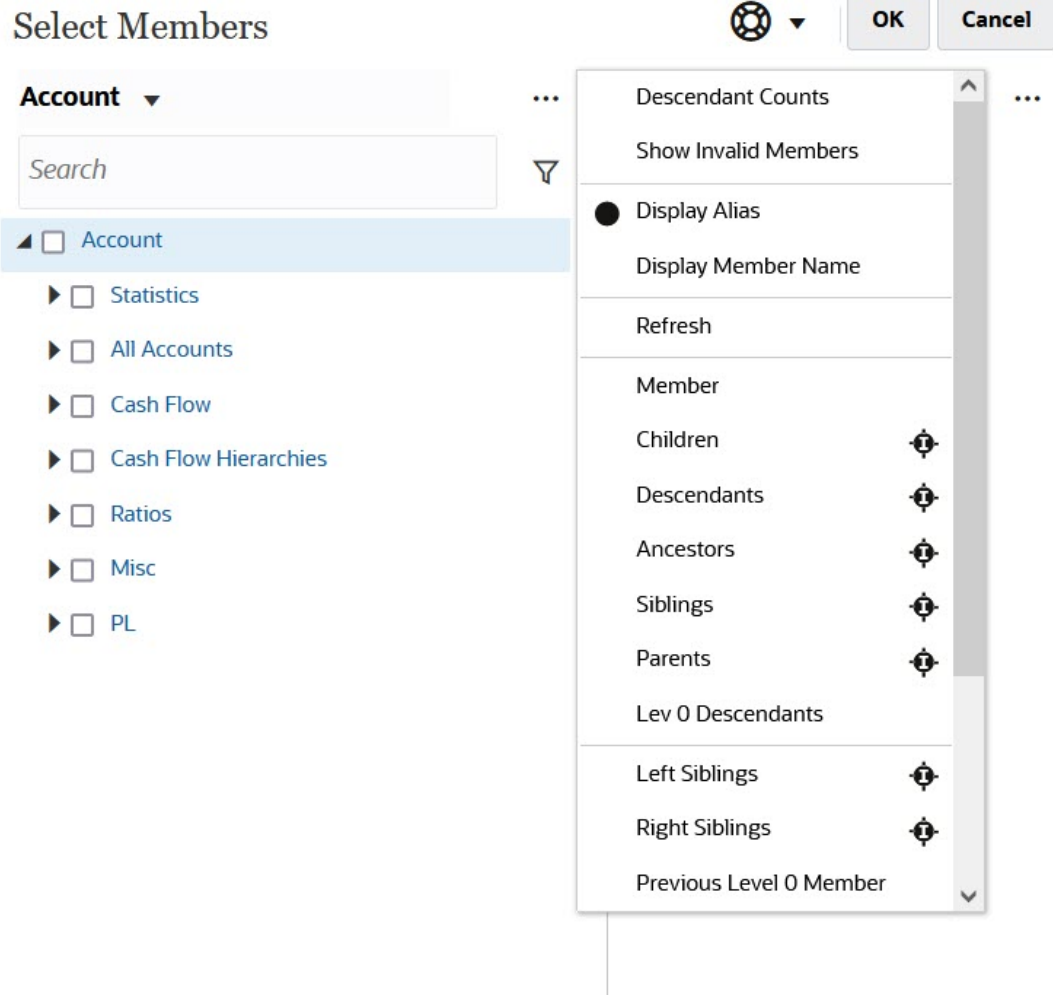 Select Members
OK
Cancel
Account
...
Search
Account
Statistics
All Accounts
Cash Flow
Cash Flow Hierarchies
Ratios
Misc
PL
Descendant Counts
Show Invalid Members
Display Alias
Display Member Name
Refresh
Member
Children
Descendants
Ancestors
Siblings
Parents
Lev 0 Descendants
Left Siblings
Right Siblings
Previous Level 0 Member
...